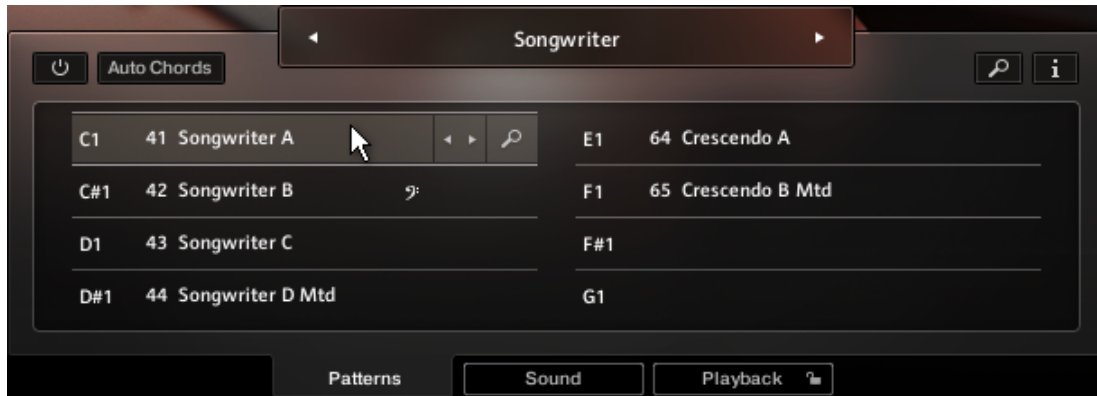 Songwriter
Auto Chords
C1 41 Songwriter A
C#1 42 Songwriter B
D1 43 Songwriter C
D#1 44 Songwriter D Mtd
E1 64 Crescendo A
F1 65 Crescendo B Mtd
F#1
G1
Patterns Sound Playback